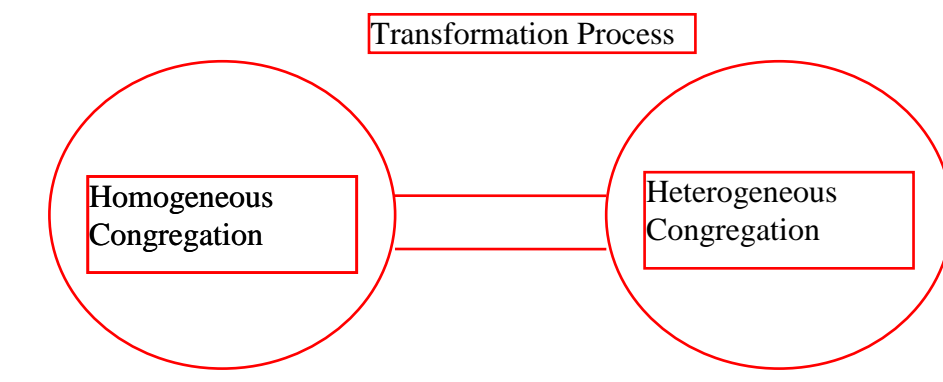 Transformation Process
Homogeneous
Congregation
Heterogeneous
Congregation